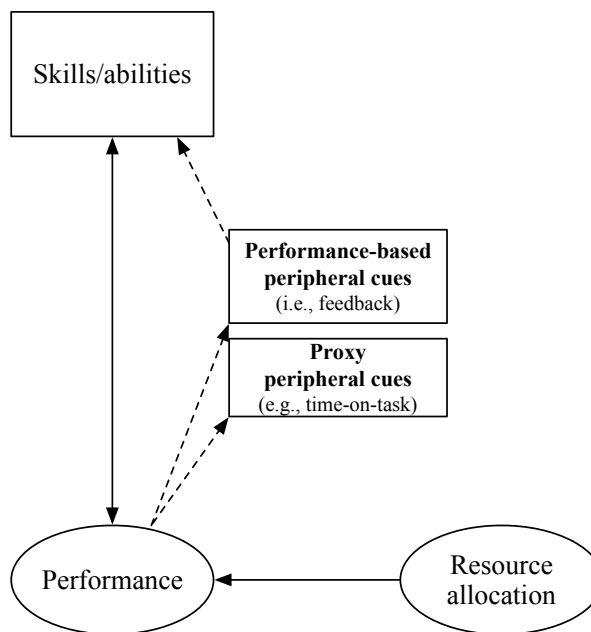 Skills/abilities
Performance-based
peripheral cues
(i.e., feedback)
Proxy
peripheral cues
(e.g., time-on-task)
Performance
Resource
allocation